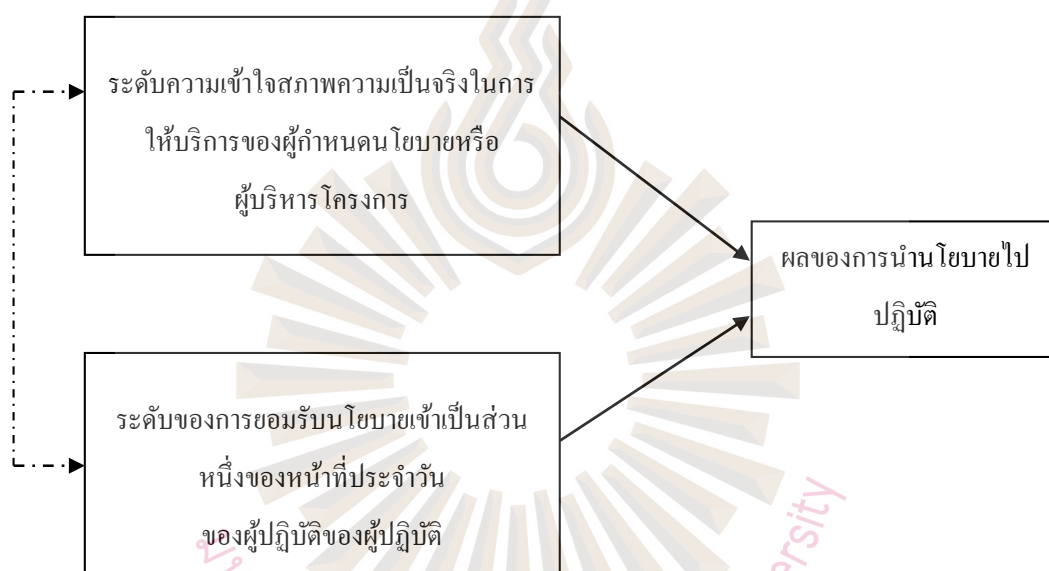 ระดับความเข้าใจสภาพความเป็นจริงในการ
ให้บริการของผู้กำหนดนโยบายหรือ
ผู้บริหารโครงการ
ผลของการนำนโยบายไป
ปฏิบัติ
ระดับของการยอมรับนโยบายเข้าเป็นส่วน
หนึ่งของหน้าที่ประจำวัน
ของผู้ปฏิบัติของผู้ปฏิบัติ